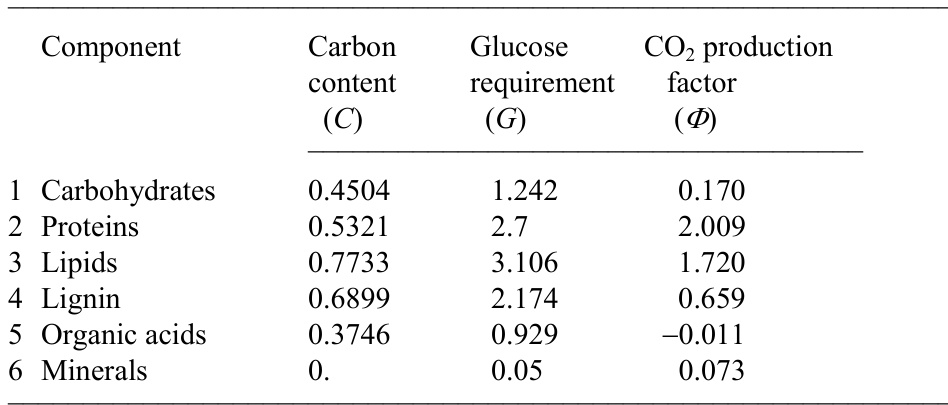 Component Carbon Glucose CO₂ production
content requirement factor
(C) (G) (Φ)
1 Carbohydrates 0.4504 1.242 0.170
2 Proteins 0.5321 2.7 2.009
3 Lipids 0.7733 3.106 1.720
4 Lignin 0.6899 2.174 0.659
5 Organic acids 0.3746 0.929 −0.011
6 Minerals 0. 0.05 0.073